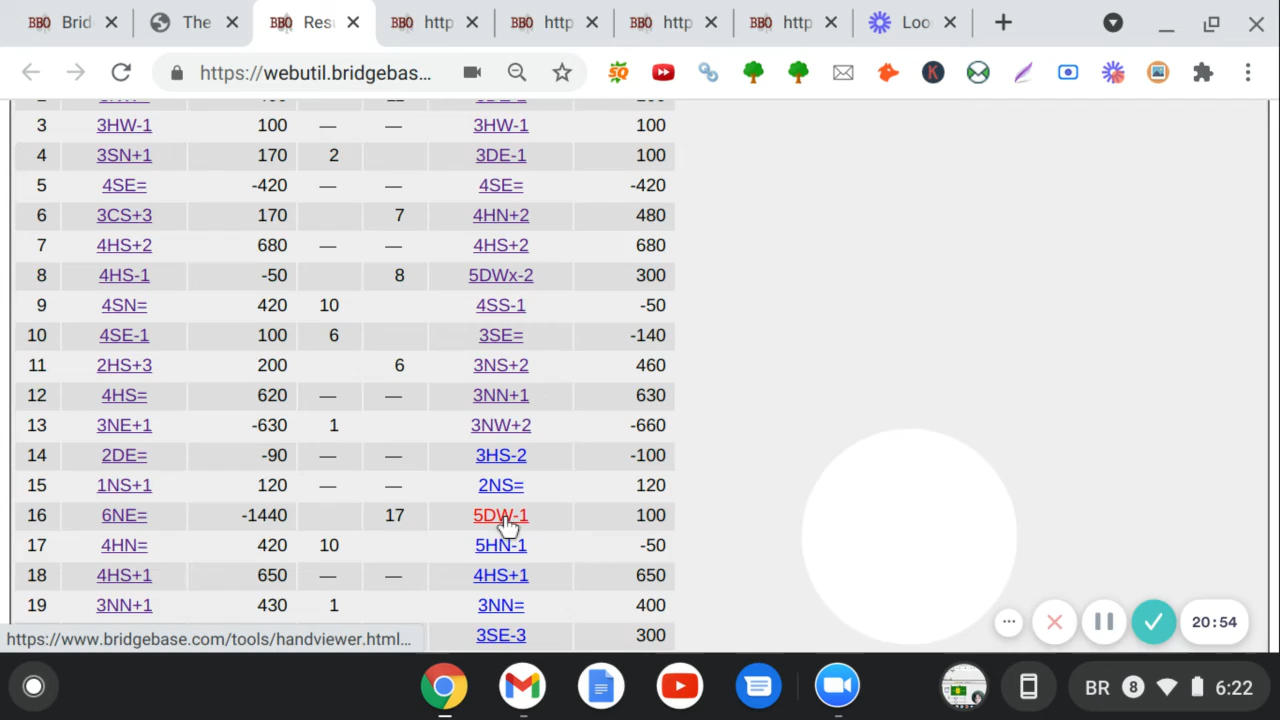 BBO Brid
The
BBO Resu
BBO http
BBO http
BBO http
BBO http
Loo
https://webutil.bridgebas...
3 3HW-1 100 — — 3HW-1 100
4 3SN+1 170 2 3DE-1 100
5 4SE= -420 — — 4SE= -420
6 3CS+3 170 7 4HN+2 480
7 4HS+2 680 — — 4HS+2 680
8 4HS-1 -50 8 5DWx-2 300
9 4SN= 420 10 4SS-1 -50
10 4SE-1 100 6 3SE= -140
11 2HS+3 200 6 3NS+2 460
12 4HS= 620 — — 3NN+1 630
13 3NE+1 -630 1 3NW+2 -660
14 2DE= -90 — — 3HS-2 -100
15 1NS+1 120 — — 2NS= 120
16 6NE= -1440 17 5DW-1 100
17 4HN= 420 10 5HN-1 -50
18 4HS+1 650 — — 4HS+1 650
19 3NN+1 430 1 3NN= 400
3SE-3 300
https://www.bridgebase.com/tools/handviewer.html...
20:54
BR 8 6:22